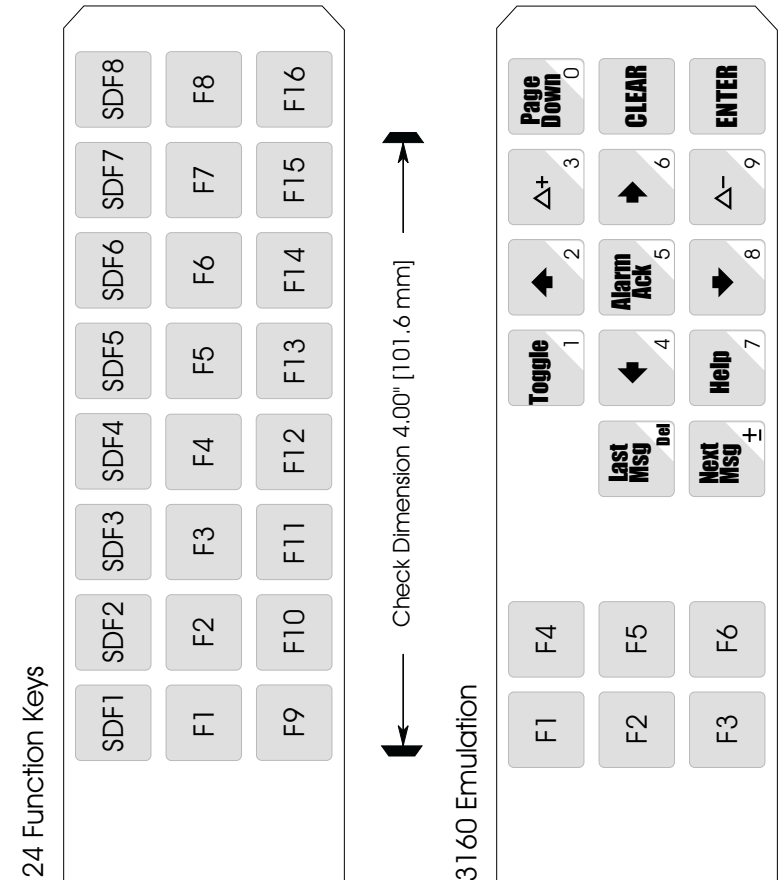 24 Function Keys
SDF1 SDF2 SDF3 SDF4 SDF5 SDF6 SDF7 SDF8
F1 F2 F3 F4 F5 F6 F7 F8
F9 F10 F11 F12 F13 F14 F15 F16
Check Dimension 4.00" [101.6 mm]
3160 Emulation
F1 F4
Toggle
1
2
Δ+
3
Page
Down
0
F2 F5
Last
Msg
Del
4
Alarm
Ack
5
6
CLEAR
F3 F6
Next
Msg
±
Help
7
8
Δ−
9
ENTER